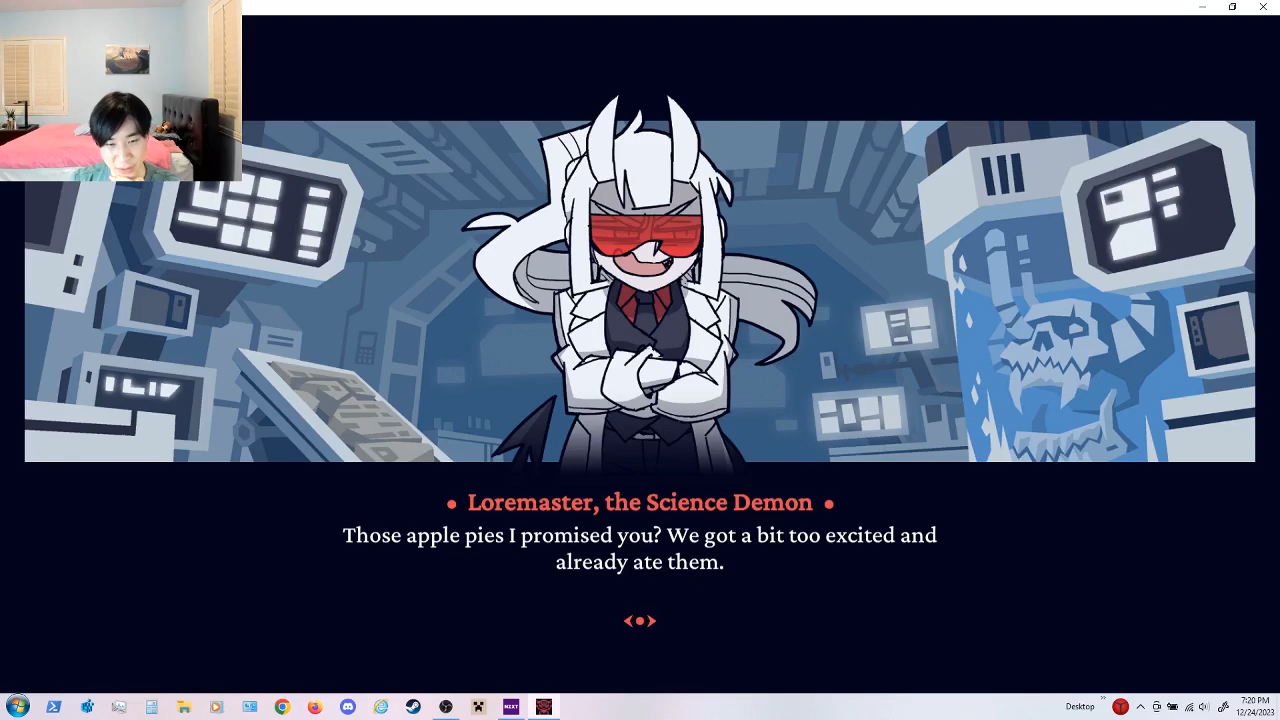 • Loremaster, the Science Demon •
Those apple pies I promised you? We got a bit too excited and
already ate them.
NEXT
Desktop
7:20 PM
12/24/2023